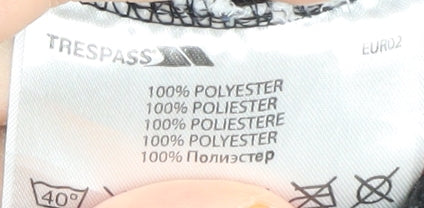 TRESPASS
EUR02
100% POLYESTER
100% POLIESTER
100% POLIESTERE
100% POLYESTER
100% Полиэстер
40°